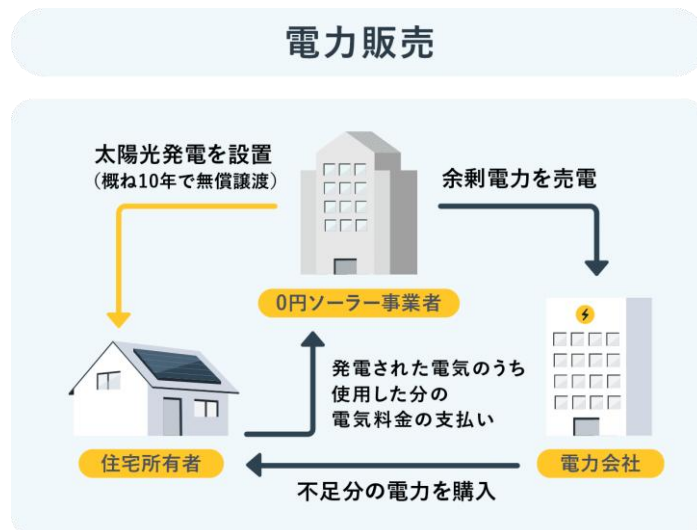 電力販売
太陽光発電を設置
（概ね10年で無償譲渡）
余剰電力を売電
0円ソーラー事業者
発電された電気のうち
使用した分の
電気料金の支払い
住宅所有者
電力会社
不足分の電力を購入